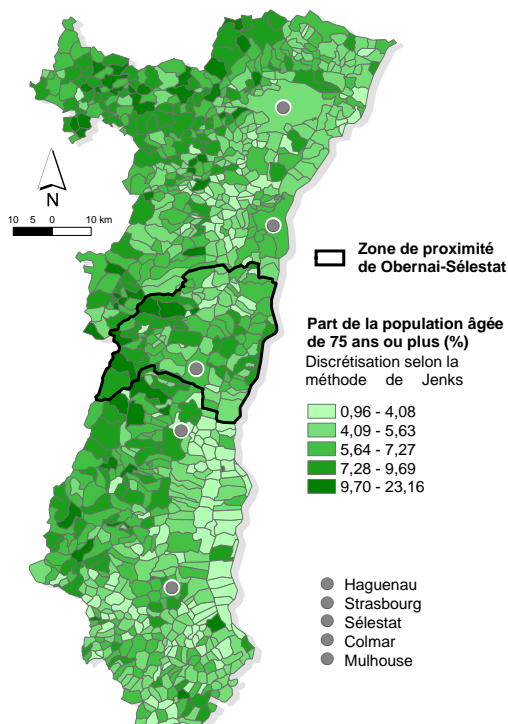 N
10 5 0 10 km
Zone de proximité
de Obernai-Sélestat
Part de la population âgée
de 75 ans ou plus (%)
Discrétisation selon la
méthode de Jenks
0,96 - 4,08
4,09 - 5,63
5,64 - 7,27
7,28 - 9,69
9,70 - 23,16
Haguenau
Strasbourg
Sélestat
Colmar
Mulhouse